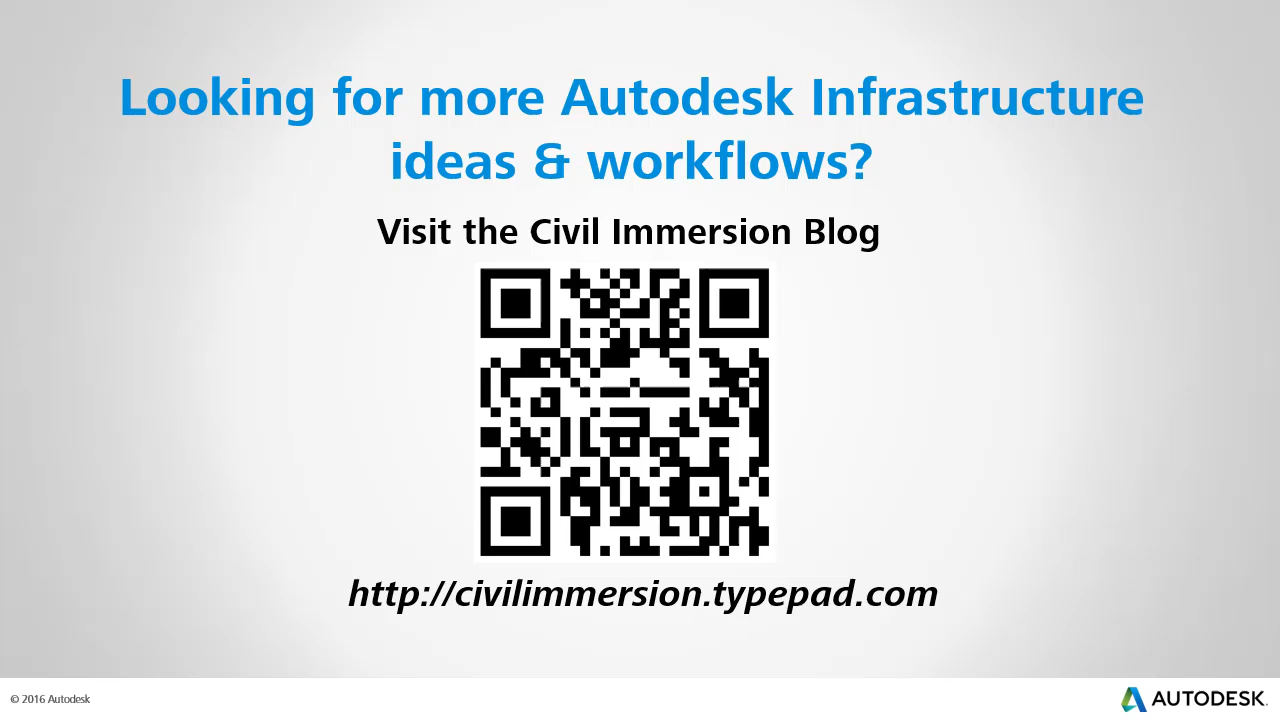 Looking for more Autodesk Infrastructure
ideas & workflows?
Visit the Civil Immersion Blog
http://civilimmersion.typepad.com
© 2016 Autodesk
AUTODESK.